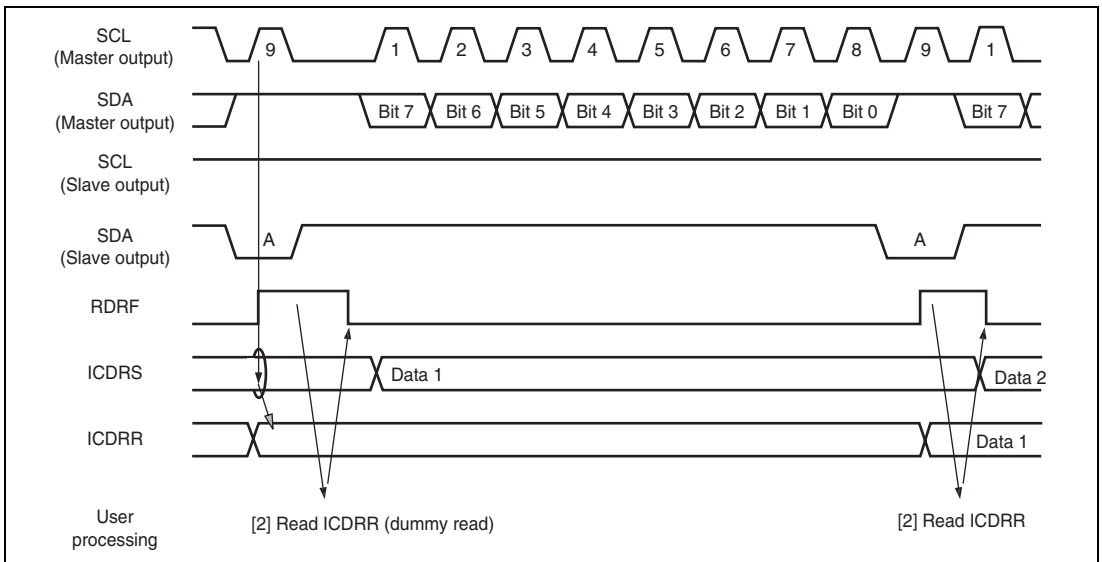 SCL
(Master output)
9 1 2 3 4 5 6 7 8 9 1
SDA
(Master output)
Bit 7 Bit 6 Bit 5 Bit 4 Bit 3 Bit 2 Bit 1 Bit 0 Bit 7
SCL
(Slave output)
SDA
(Slave output)
A A
RDRF
ICDRS
Data 1 Data 2
ICDRR
Data 1
User
processing
[2] Read ICDRR (dummy read) [2] Read ICDRR